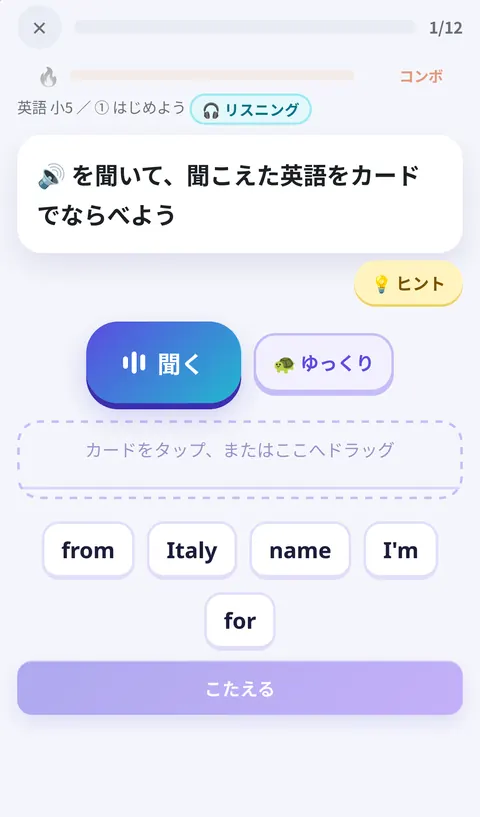 1/12
コンボ
英語 小5 ／ ① はじめよう
リスニング
を聞いて、聞こえた英語をカード
でならべよう
ヒント
聞く
ゆっくり
カードをタップ、またはここへドラッグ
from
Italy
name
I'm
for
こたえる